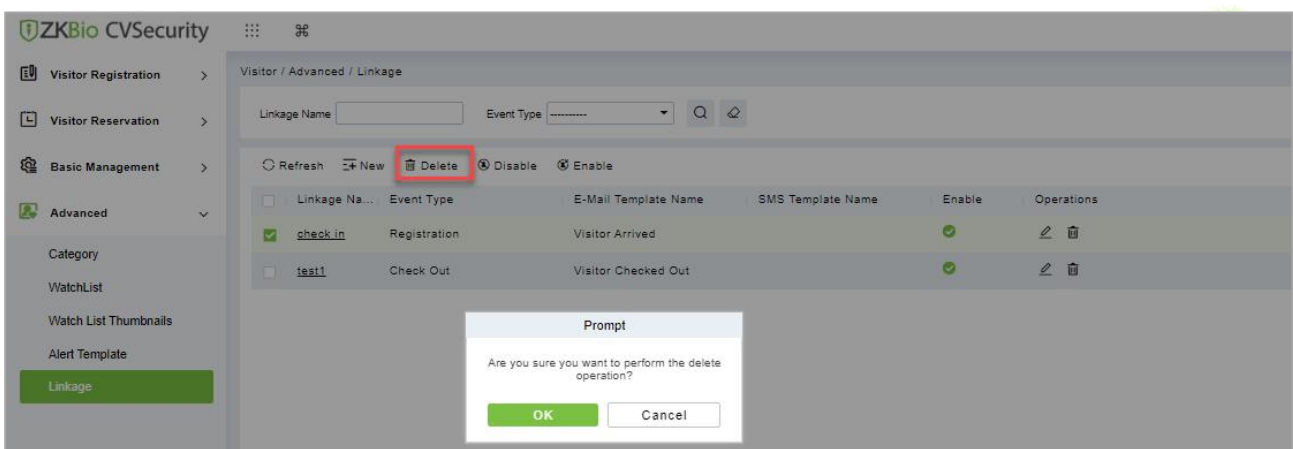 ZKBio CVSecurity
Visitor Registration
Visitor Reservation
Basic Management
Advanced
Category
WatchList
Watch List Thumbnails
Alert Template
Linkage
Visitor / Advanced / Linkage
Linkage Name Event Type ----------
Refresh New Delete Disable Enable
Linkage Na... Event Type E-Mail Template Name SMS Template Name Enable Operations
check in Registration Visitor Arrived
test1 Check Out Visitor Checked Out
Prompt
Are you sure you want to perform the delete
operation?
OK Cancel